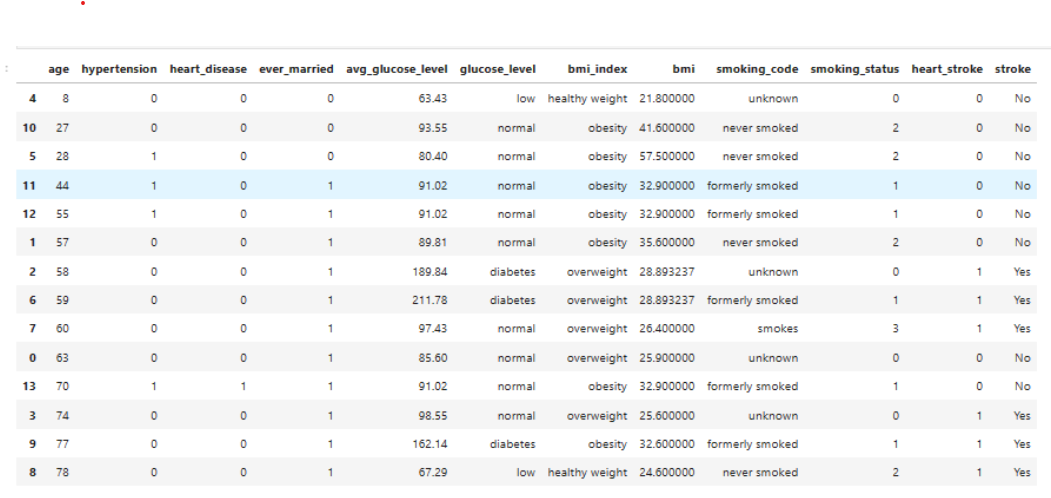 age hypertension heart_disease ever_married avg_glucose_level glucose_level bmi_index bmi smoking_code smoking_status heart_stroke stroke
4 8 0 0 0 63.43 low healthy weight 21.800000 unknown 0 0 No
10 27 0 0 0 93.55 normal obesity 41.600000 never smoked 2 0 No
5 28 1 0 0 80.40 normal obesity 57.500000 never smoked 2 0 No
11 44 1 0 1 91.02 normal obesity 32.900000 formerly smoked 1 0 No
12 55 1 0 1 91.02 normal obesity 32.900000 formerly smoked 1 0 No
1 57 0 0 1 89.81 normal obesity 35.600000 never smoked 2 0 No
2 58 0 0 1 189.84 diabetes overweight 28.893237 unknown 0 1 Yes
6 59 0 0 1 211.78 diabetes overweight 28.893237 formerly smoked 1 1 Yes
7 60 0 0 1 97.43 normal overweight 26.400000 smokes 3 1 Yes
0 63 0 0 1 85.60 normal overweight 25.900000 unknown 0 0 No
13 70 1 1 1 91.02 normal obesity 32.900000 formerly smoked 1 0 No
3 74 0 0 1 98.55 normal overweight 25.600000 unknown 0 1 Yes
9 77 0 0 1 162.14 diabetes obesity 32.600000 formerly smoked 1 1 Yes
8 78 0 0 1 67.29 low healthy weight 24.600000 never smoked 2 1 Yes